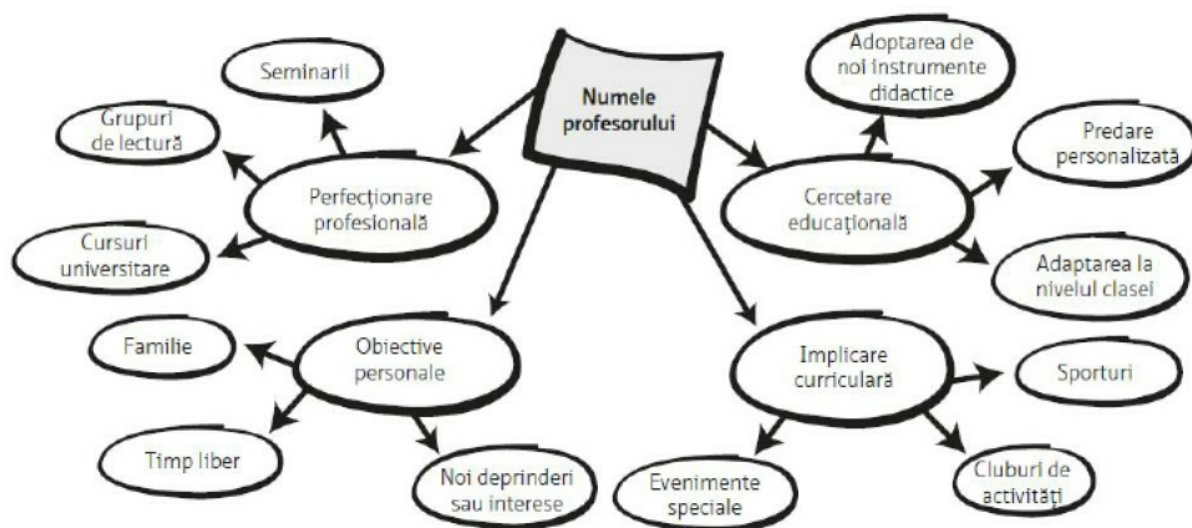 Numele
profesorului
Seminarii
Grupuri
de lectură
Perfecționare
profesională
Cursuri
universitare
Adoptarea de
noi instrumente
didactice
Predare
personalizată
Cercetare
educaţională
Adaptarea la
nivelul clasei
Familie
Obiective
personale
Timp liber
Noi deprinderi
sau interese
Implicare
curriculară
Sporturi
Evenimente
speciale
Cluburi de
activităţi